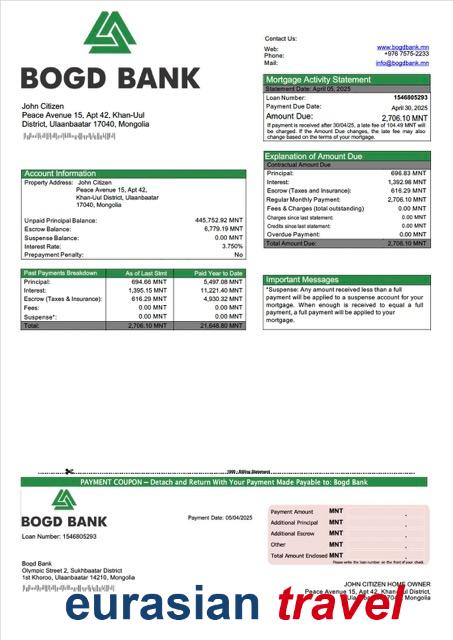 BOGD BANK
Contact Us:
Web: www.bogdbank.mn
Phone: +976 7575-2233
Mail: info@bogdbank.mn
Mortgage Activity Statement
Statement Date: April 05, 2025
Loan Number: 1546805293
Payment Due Date: April 30, 2025
Amount Due: 2,706.10 MNT
If payment is received after 30/04/25, a late fee of 104.49 MNT will
be charged. If the Amount Due changes, the late fee may also
change based on the terms of your mortgage.
John Citizen
Peace Avenue 15, Apt 42, Khan-Uul
District, Ulaanbaatar 17040, Mongolia
Explanation of Amount Due
Contractual Amount Due
Principal: 696.83 MNT
Interest: 1,392.98 MNT
Escrow (Taxes and Insurance): 616.29 MNT
Regular Monthly Payment: 2,706.10 MNT
Fees & Charges (total outstanding) 0.00 MNT
Charges since last statement: 0.00 MNT
Credits since last statement: 0.00 MNT
Overdue Payment: 0.00 MNT
Total Amount Due: 2,706.10 MNT
Account Information
Property Address: John Citizen
Peace Avenue 15, Apt 42,
Khan-Uul District, Ulaanbaatar
17040, Mongolia
Unpaid Principal Balance: 445,752.92 MNT
Escrow Balance: 6,779.19 MNT
Suspense Balance: 0.00 MNT
Interest Rate: 3.750%
Prepayment Penalty: No
Past Payments Breakdown As of Last Stmt Paid Year to Date
Principal: 694.66 MNT 5,497.08 MNT
Interest: 1,395.15 MNT 11,221.40 MNT
Escrow (Taxes & Insurance): 616.29 MNT 4,930.32 MNT
Fees: 0.00 MNT 0.00 MNT
Suspense*: 0.00 MNT 0.00 MNT
Total: 2,706.10 MNT 21,648.80 MNT
Important Messages
*Suspense: Any amount received less than a full
payment will be applied to a suspense account for your
mortgage. When enough is received to equal a full
payment, a full payment will be applied to your
mortgage.
PAYMENT COUPON – Detach and Return With Your Payment Made Payable to: Bogd Bank
BOGD BANK
Loan Number: 1546805293
Payment Date: 05/04/2025
Payment Amount MNT .
Additional Principal MNT .
Additional Escrow MNT .
Other MNT .
Total Amount Enclosed MNT .
Please write the loan number on the front of your check.
Bogd Bank
Olympic Street 2, Sukhbaatar District
1st Khoroo, Ulaanbaatar 14210, Mongolia
JOHN CITIZEN HOME OWNER
Peace Avenue 15, Apt 42, Khan-Uul District,
eurasian travel